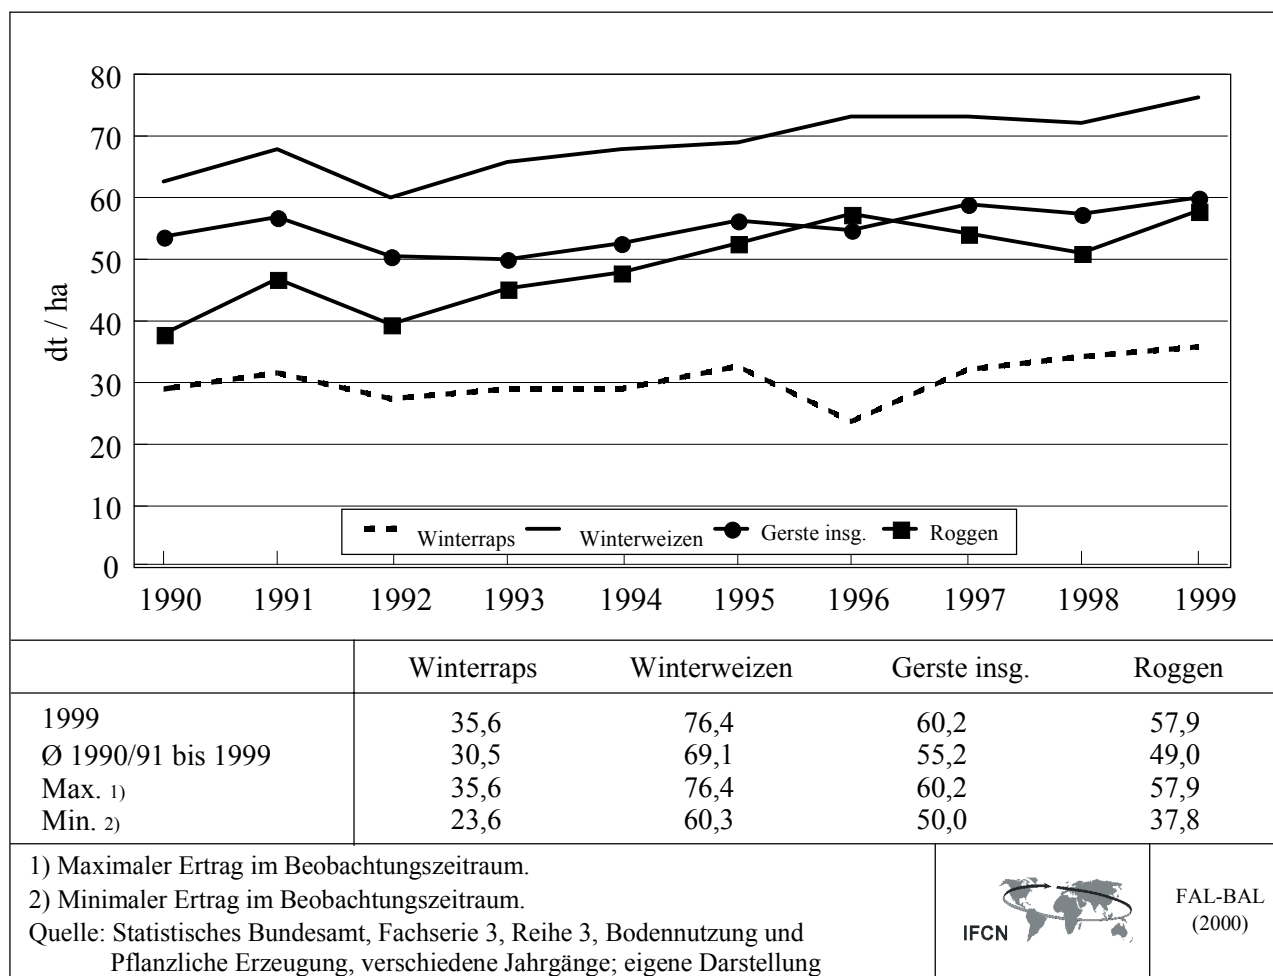 80
70
60
50
40
30
20
10
0
dt / ha
Winterraps Winterweizen Gerste insg. Roggen
1990 1991 1992 1993 1994 1995 1996 1997 1998 1999
Winterraps Winterweizen Gerste insg. Roggen
1999 35,6 76,4 60,2 57,9
Ø 1990/91 bis 1999 30,5 69,1 55,2 49,0
Max. 1) 35,6 76,4 60,2 57,9
Min. 2) 23,6 60,3 50,0 37,8
1) Maximaler Ertrag im Beobachtungszeitraum.
2) Minimaler Ertrag im Beobachtungszeitraum.
Quelle: Statistisches Bundesamt, Fachserie 3, Reihe 3, Bodennutzung und
Pflanzliche Erzeugung, verschiedene Jahrgänge; eigene Darstellung
IFCN
FAL-BAL
(2000)